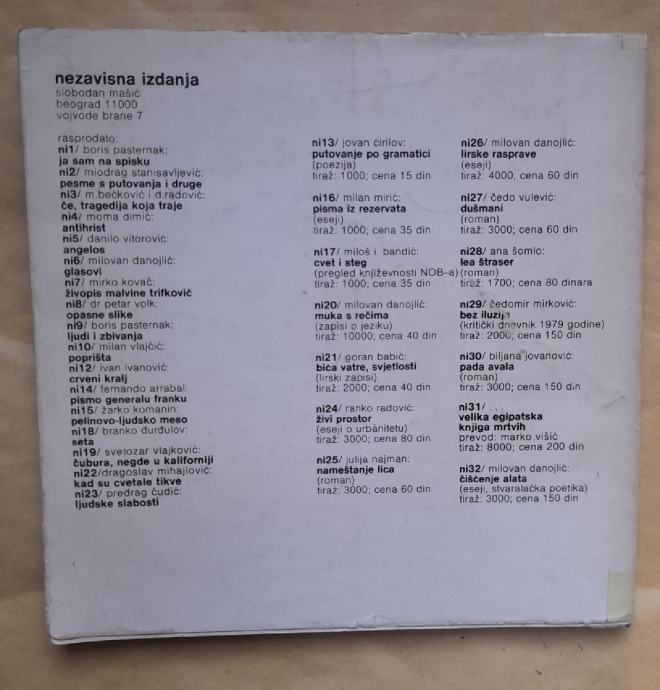 nezavisna izdanja
slobodan mašić
beograd 11000
vojvode brane 7
rasprodato:
ni1/ boris pasternak:
ja sam na spisku
ni2/ miodrag stanisavljević:
pesme s putovanja i druge
ni3/ m.bećković i d.radović:
če, tragedija koja traje
ni4/ moma dimić:
antihrist
ni5/ danilo vitorović:
angelos
ni6/ milovan danojlić:
glasovi
ni7/ mirko kovač:
životopis malvine trifković
ni8/ dr petar volk:
opasne slike
ni9/ boris pasternak:
ljudi i zbivanja
ni10/ milan vlajčić:
poprišta
ni12/ ivan ivanović:
crveni kralj
ni14/ fernando arrabal:
pismo generalu franku
ni15/ žarko komanin:
pelinovo-ljudsko meso
ni18/ branko đurđulov:
seta
ni19/ svetozar vlajković:
čubura, negde u kaliforniji
ni22/dragoslav mihajlović:
kad su cvetale tikve
ni23/ predrag čudić:
ljudske slabosti
ni13/ jovan ćirilov:
putovanje po gramatici
(poezija)
tiraž: 1000; cena 15 din
ni16/ milan mirić:
pisma iz rezervata
(eseji)
tiraž: 1000; cena 35 din
ni17/ miloš i. bandić:
cvet i steg
(pregled književnosti NOB-a)
tiraž: 1000; cena 35 din
ni20/ milovan danojlić:
muka s rečima
(zapisi o jeziku)
tiraž: 10000; cena 40 din
ni21/ goran babić:
bića vatre, svjetlosti
(lirski zapisi)
tiraž: 2000; cena 40 din
ni24/ ranko radović:
živi prostor
(eseji o urbanitetu)
tiraž: 3000; cena 80 din
ni25/ julija najman:
nameštanje lica
(roman)
tiraž: 3000; cena 60 din
ni26/ milovan danojlić:
lirske rasprave
(eseji)
tiraž: 4000; cena 60 din
ni27/ čedo vulević:
dušmani
(roman)
tiraž: 3000; cena 60 din
ni28/ ana šomlo:
lea štraser
(roman)
tiraž: 1700; cena 80 dinara
ni29/ čedomir mirković:
bez iluzija
(kritički dnevnik 1979 godine)
tiraž: 2000; cena 150 din
ni30/ biljana jovanović:
pada avala
(roman)
tiraž: 3000; cena 150 din
ni31/ ...
velika egipatska
knjiga mrtvih
prevod: marko višić
tiraž: 8000; cena 200 din
ni32/ milovan danojlić:
čišćenje alata
(eseji, stvaralačka poetika)
tiraž: 3000; cena 150 din